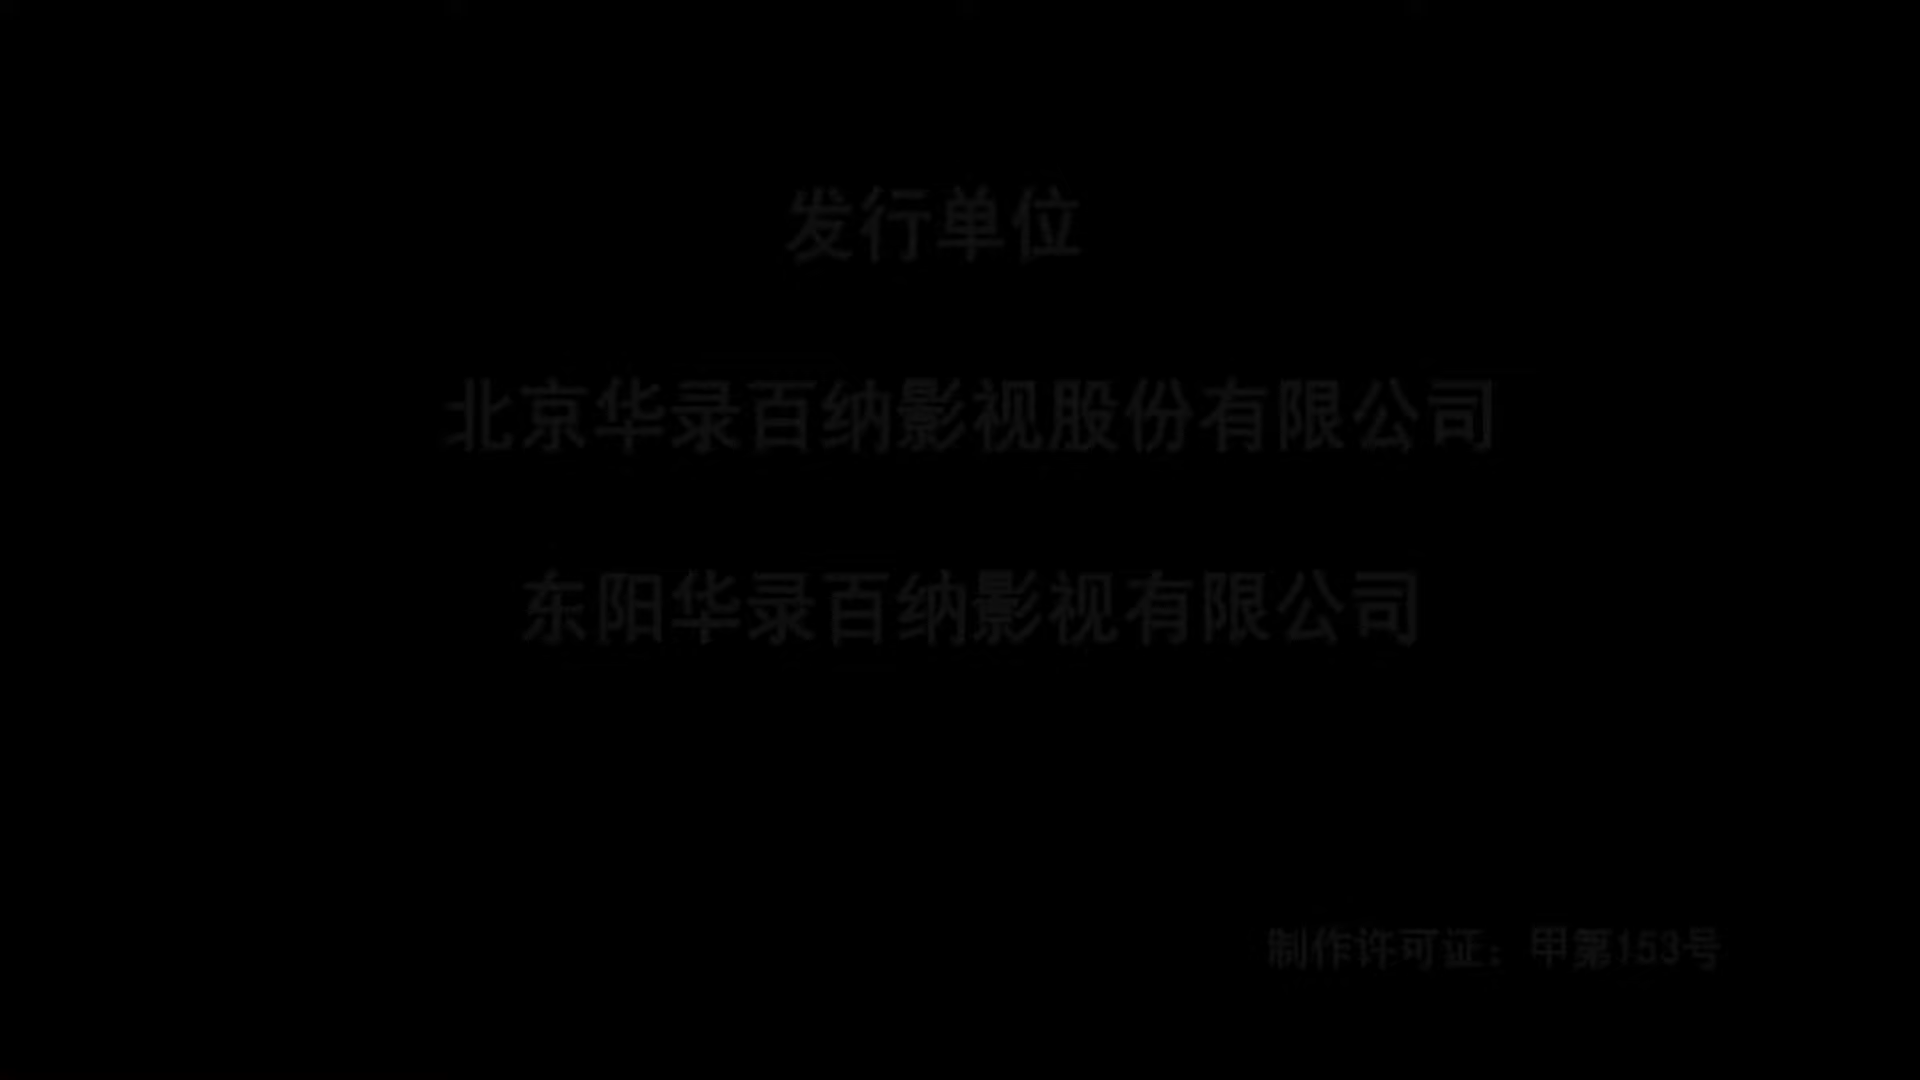 发行单位
北京华录百纳影视股份有限公司
东阳华录百纳影视有限公司
制作许可证：甲第153号